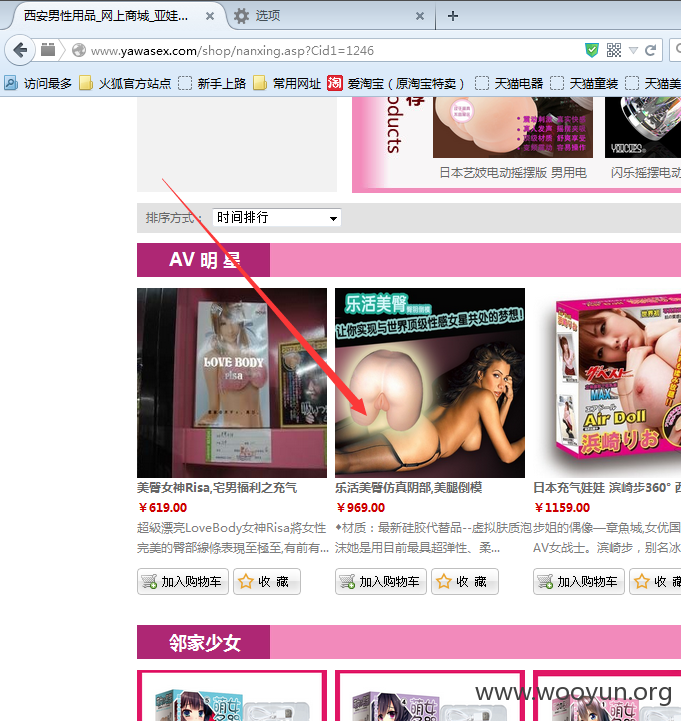 西安男性用品_网上商城_亚娃...
选项
www.yawasex.com/shop/nanxing.asp?Cid1=1246
访问最多 火狐官方站点 新手上路 常用网址 淘 爱淘宝（原淘宝特卖） 天猫电器 天猫童装 天猫美
荐
oducts
日本艺妓电动摇摆版 男用电
闪乐摇摆电动
排序方式：
时间排行
AV 明 星
LOVE BODY
risa
乐活美臀
让你实现与世界顶级性感女星共处的梦想!
MAX
Air Doll
浜崎りお
美臀女神Risa,宅男福利之充气
乐活美臀仿真阴部,美腿倒模
日本充气娃娃 滨崎步360° 西
￥619.00
￥969.00
￥1159.00
超級漂亮LoveBody女神Risa將女性
完美的臀部線條表現至極至,有前有...
♦材质：最新硅胶代替品--虚拟肤质泡
沫她是用目前最具超弹性、柔...
步姐的偶像—章魚城,女优国
AV女战士。滨崎步，别名冰
加入购物车 收 藏
加入购物车 收 藏
加入购物车 收 藏
邻家少女
萌女
萌女
www.wooyun.org